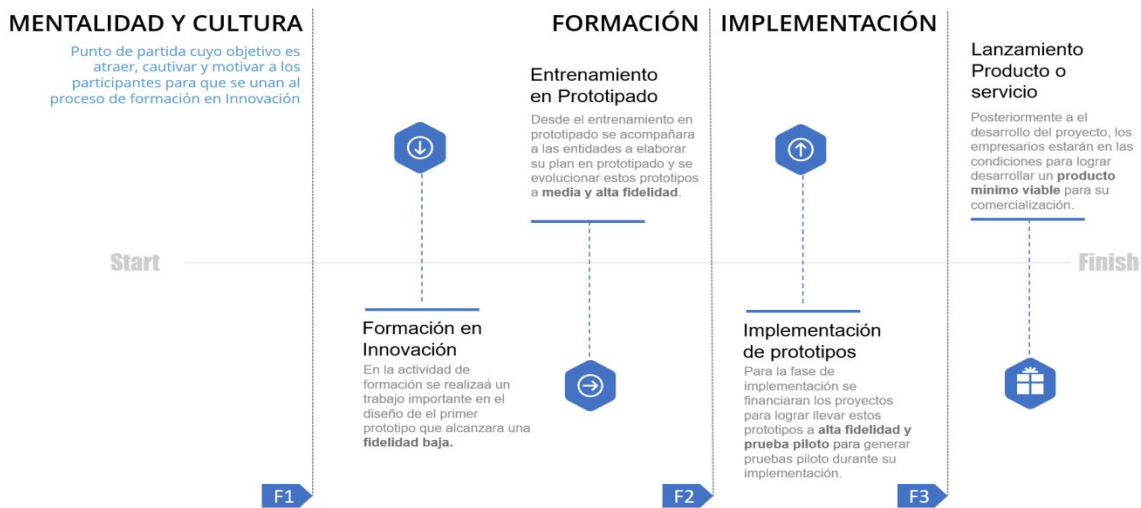 MENTALIDAD Y CULTURA
Punto de partida cuyo objetivo es
atraer, cautivar y motivar a los
participantes para que se unan al
proceso de formación en Innovación
FORMACIÓN
IMPLEMENTACIÓN
Entrenamiento
en Prototipado
Desde el entrenamiento en
prototipado se acompañara
a las entidades a elaborar
su plan en prototipado y se
evolucionar estos prototipos
a media y alta fidelidad.
Lanzamiento
Producto o
servicio
Posteriormente a el
desarrollo del proyecto, los
empresarios estarán en las
condiciones para lograr
desarrollar un producto
mínimo viable para su
comercialización.
Start
Finish
Formación en
Innovación
En la actividad de
formación se realizaá un
trabajo importante en el
diseño de el primer
prototipo que alcanzara una
fidelidad baja.
Implementación
de prototipos
Para la fase de
implementación se
financiaran los proyectos
para lograr llevar estos
prototipos a alta fidelidad y
prueba piloto para generar
pruebas piloto durante su
implementación.
F1
F2
F3